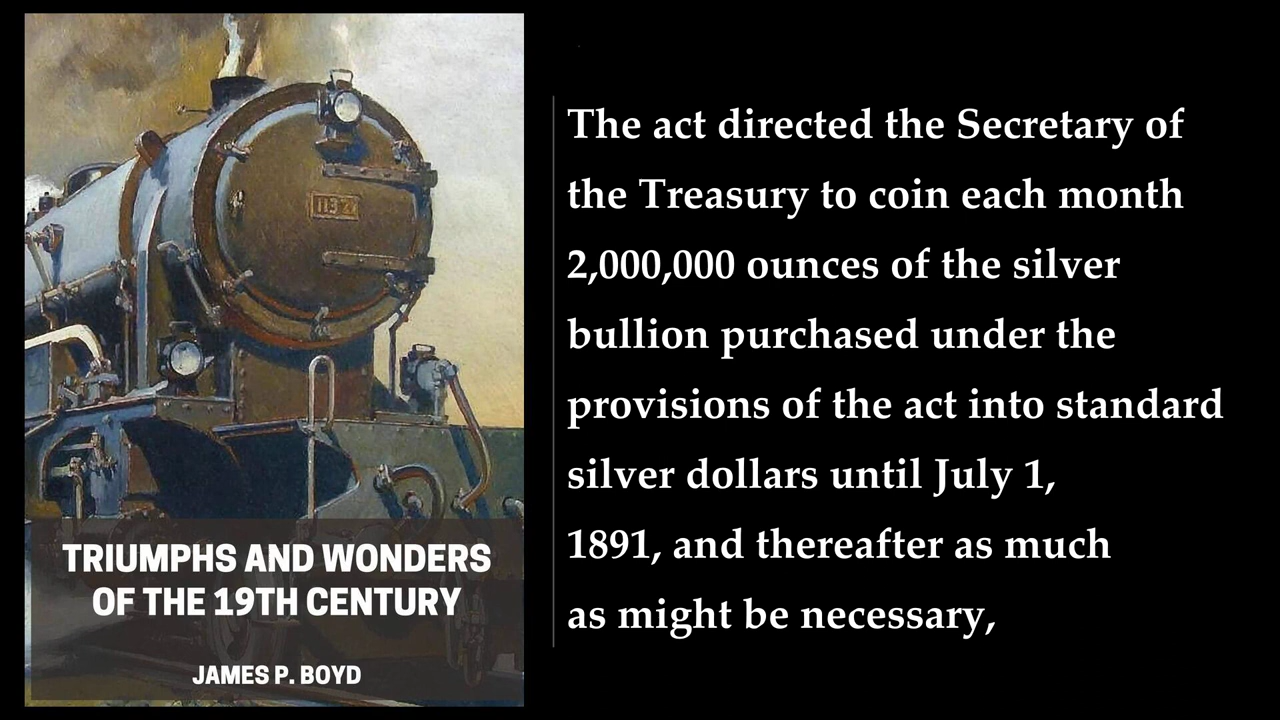 TRIUMPHS AND WONDERS
OF THE 19TH CENTURY
JAMES P. BOYD
The act directed the Secretary of
the Treasury to coin each month
2,000,000 ounces of the silver
bullion purchased under the
provisions of the act into standard
silver dollars until July 1,
1891, and thereafter as much
as might be necessary,